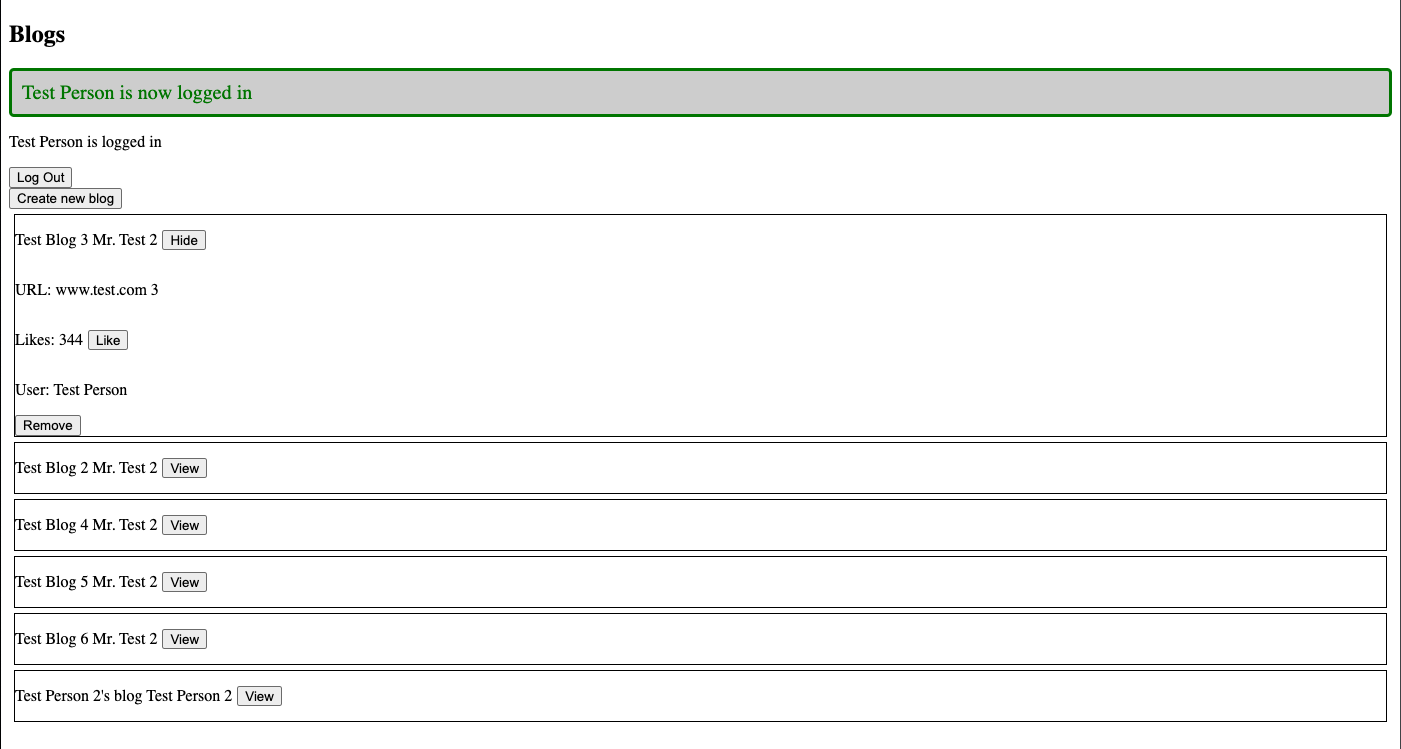 Blogs
Test Person is now logged in
Test Person is logged in
Log Out
Create new blog
Test Blog 3 Mr. Test 2 Hide
URL: www.test.com 3
Likes: 344 Like
User: Test Person
Remove
Test Blog 2 Mr. Test 2 View
Test Blog 4 Mr. Test 2 View
Test Blog 5 Mr. Test 2 View
Test Blog 6 Mr. Test 2 View
Test Person 2's blog Test Person 2 View